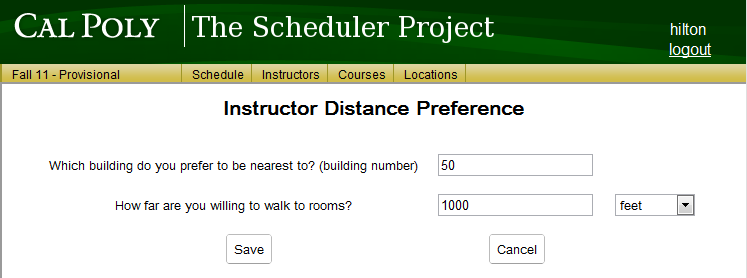 CAL POLY The Scheduler Project
hilton
logout
Fall 11 - Provisional Schedule Instructors Courses Locations
Instructor Distance Preference
Which building do you prefer to be nearest to? (building number) 50
How far are you willing to walk to rooms? 1000 feet
Save Cancel